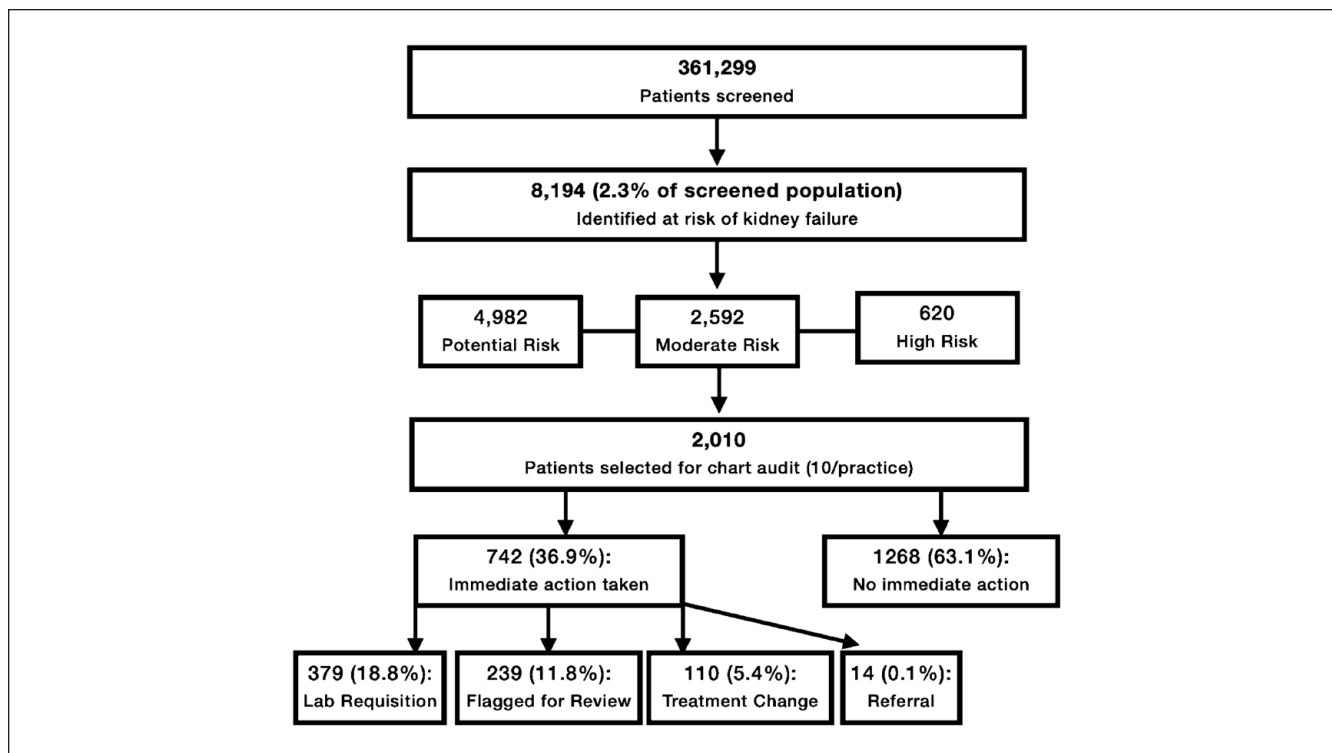 361,299
Patients screened
8,194 (2.3% of screened population)
Identified at risk of kidney failure
4,982
Potential Risk
2,592
Moderate Risk
620
High Risk
2,010
Patients selected for chart audit (10/practice)
742 (36.9%):
Immediate action taken
1268 (63.1%):
No immediate action
379 (18.8%):
Lab Requisition
239 (11.8%):
Flagged for Review
110 (5.4%):
Treatment Change
14 (0.1%):
Referral